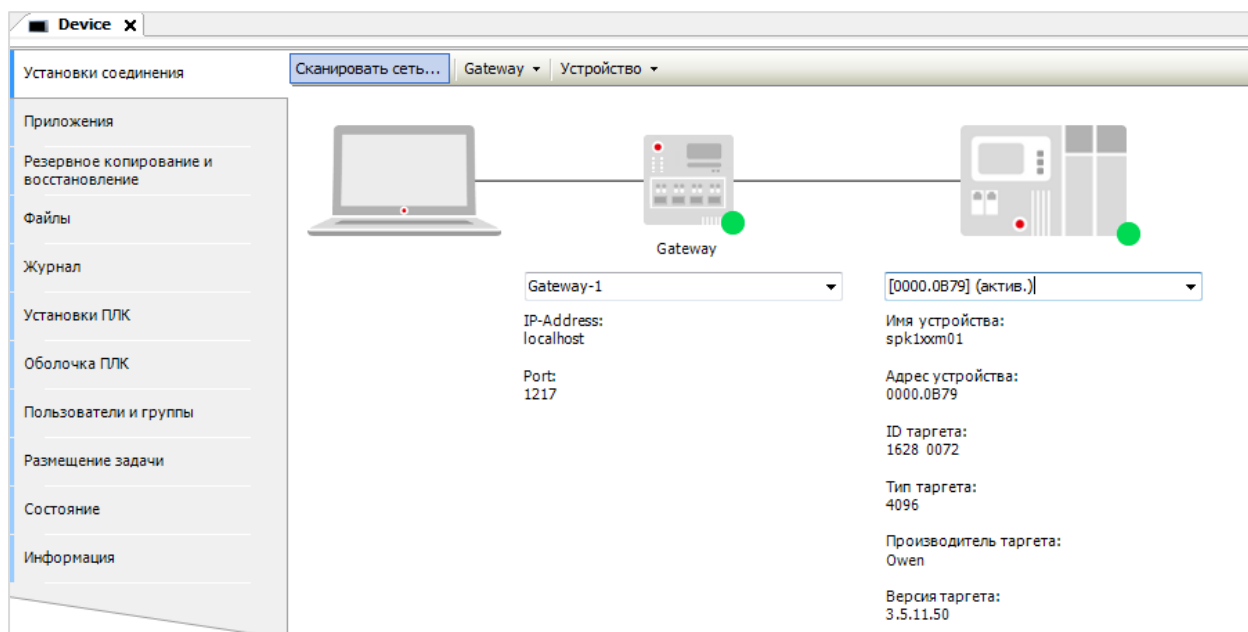 Device
Установки соединения
Приложения
Резервное копирование и
восстановление
Файлы
Журнал
Установки ПЛК
Оболочка ПЛК
Пользователи и группы
Размещение задачи
Состояние
Информация
Сканировать сеть... Gateway Устройство
Gateway
Gateway-1
IP-Address:
localhost
Port:
1217
[0000.0B79] (актив.)
Имя устройства:
spk1xxm01
Адрес устройства:
0000.0B79
ID таргета:
1628 0072
Тип таргета:
4096
Производитель таргета:
Owen
Версия таргета:
3.5.11.50